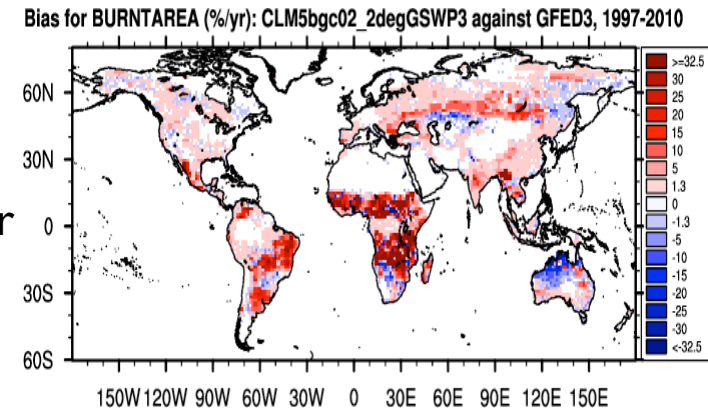 Bias for BURNTAREA (%/yr): CLM5bgc02_2degGSWP3 against GFED3, 1997-2010
>=32.5
30
25
20
15
10
5
1.3
0
-1.3
-5
-10
-15
-20
-25
-30
<-32.5
60N
30N
r
0
30S
60S
150W 120W 90W 60W 30W 0 30E 60E 90E 120E 150E